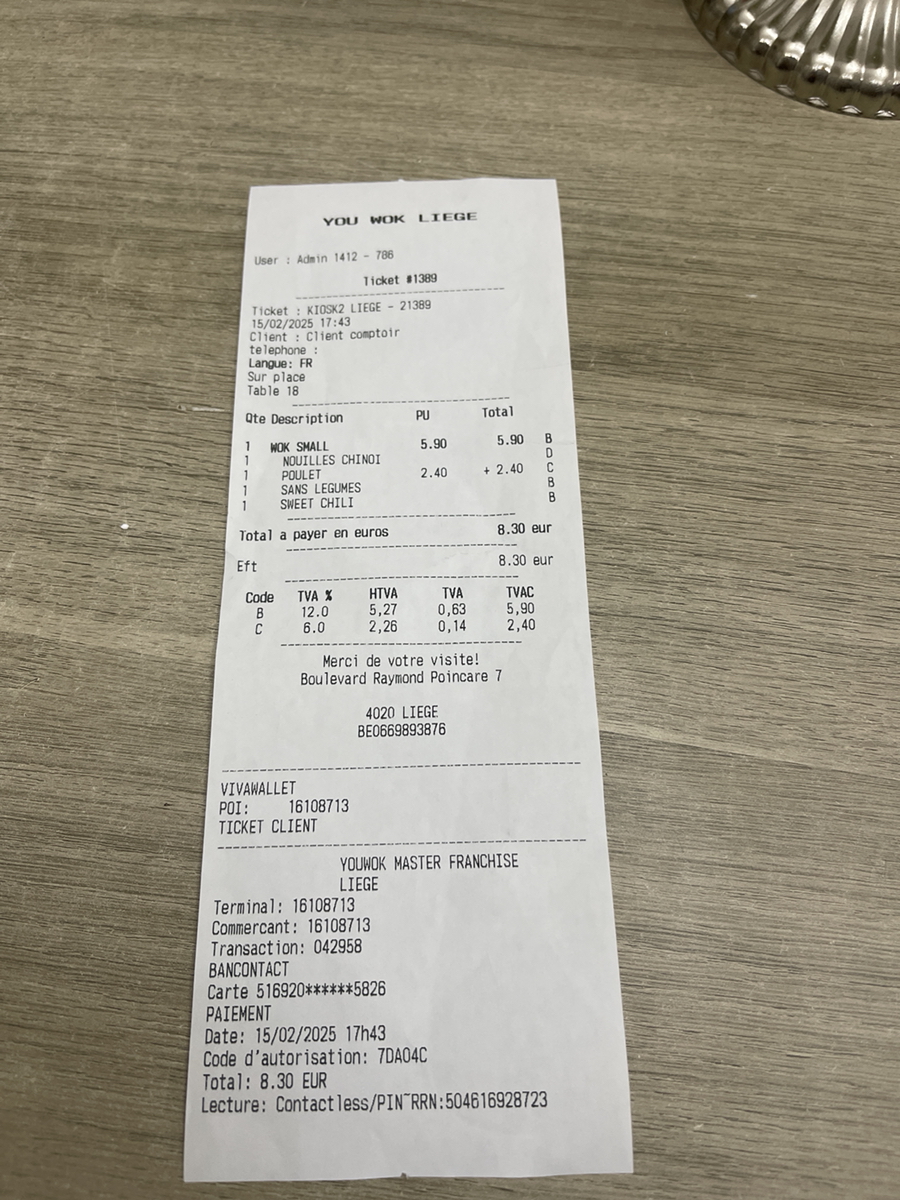 YOU WOK LIEGE
User : Admin 1412 - 786
Ticket #1389
Ticket : KIOSK2 LIEGE - 21389
15/02/2025 17:43
Client : Client comptoir
telephone :
Langue: FR
Sur place
Table 18
Qte Description PU Total
1 WOK SMALL 5.90 5.90 B
1 NOUILLES CHINOI D
1 POULET 2.40 + 2.40 C
1 SANS LEGUMES B
1 SWEET CHILI B
Total a payer en euros 8.30 eur
Eft 8.30 eur
Code TVA % HTVA TVA TVAC
B 12.0 5,27 0,63 5,90
C 6.0 2,26 0,14 2,40
Merci de votre visite!
Boulevard Raymond Poincare 7
4020 LIEGE
BE0669893876
VIVAWALLET
POI: 16108713
TICKET CLIENT
YOUWOK MASTER FRANCHISE
LIEGE
Terminal: 16108713
Commercant: 16108713
Transaction: 042958
BANCONTACT
Carte 516920******5826
PAIEMENT
Date: 15/02/2025 17h43
Code d'autorisation: 7DA04C
Total: 8.30 EUR
Lecture: Contactless/PIN~RRN:504616928723